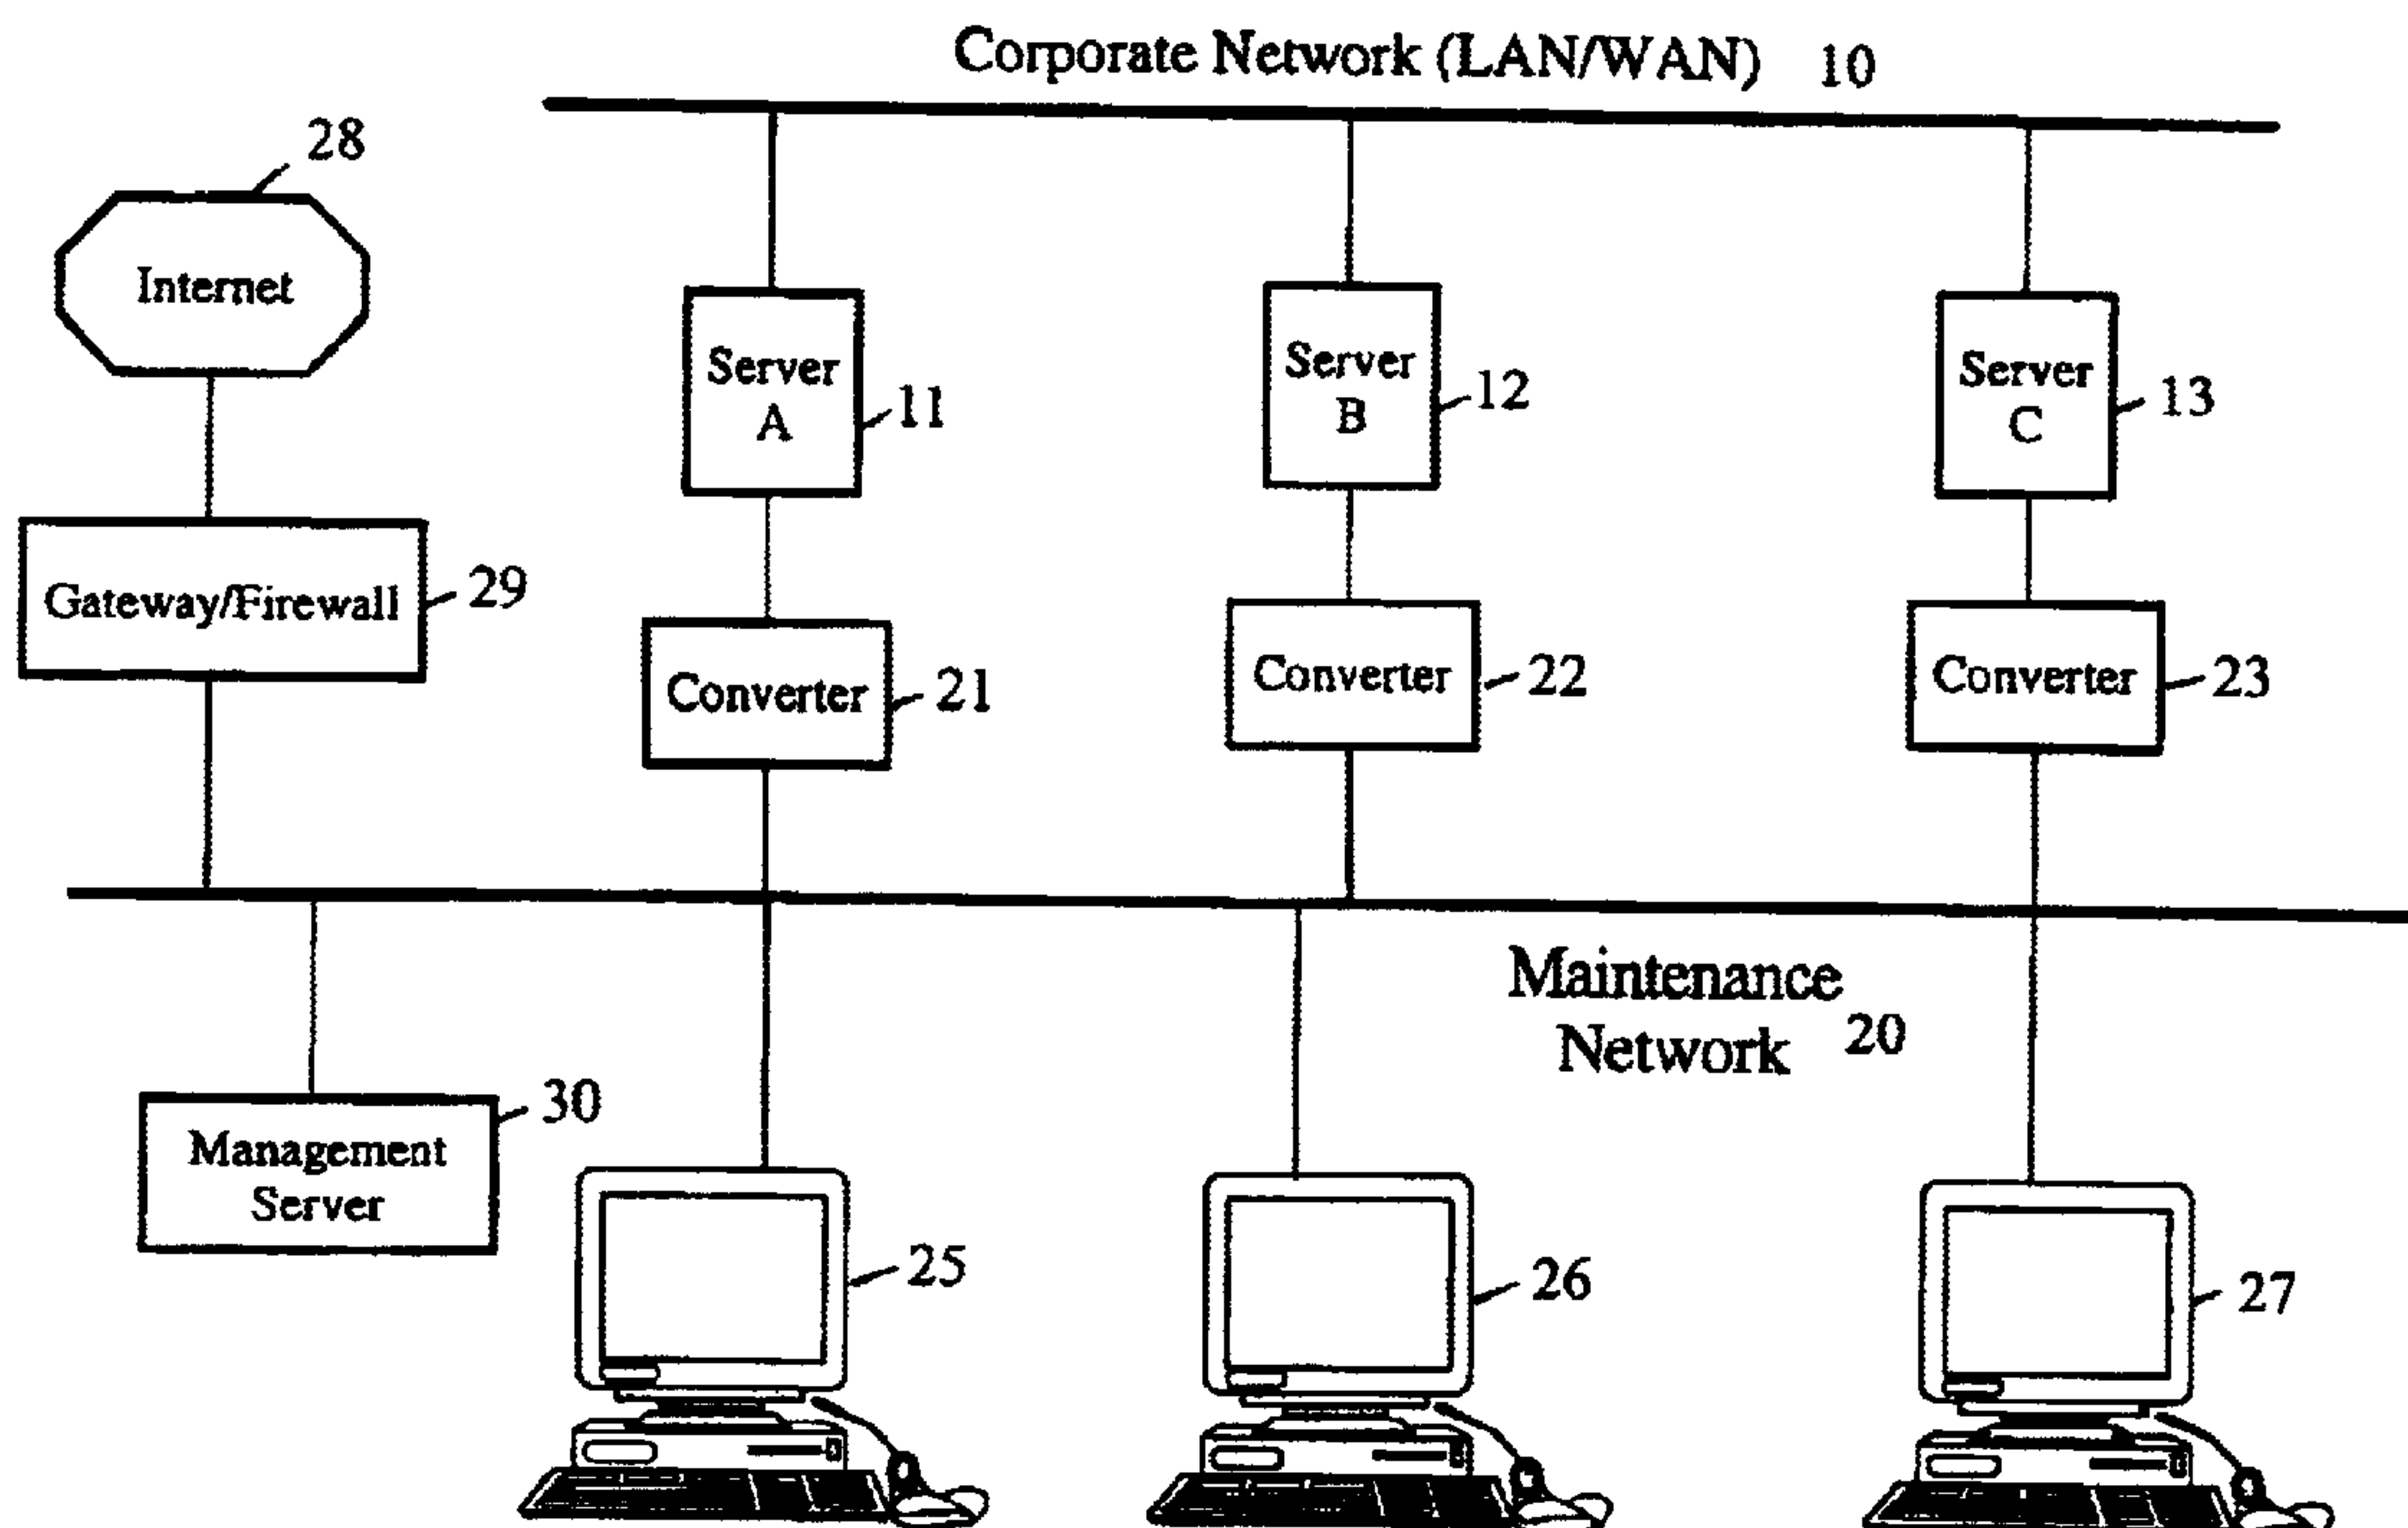 Corporate Network (LAN/WAN) 10
28
Internet
Server
A
11
Server
B
12
Server
C
13
Gateway/Firewall
29
Converter
21
Converter
22
Converter
23
Maintenance
Network 20
Management
Server
30
25
26
27